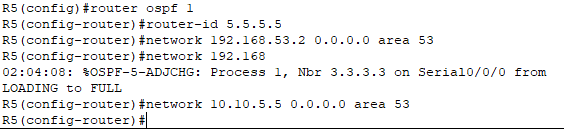 R5(config)#router ospf 1
R5(config-router)#router-id 5.5.5.5
R5(config-router)#network 192.168.53.2 0.0.0.0 area 53
R5(config-router)#network 192.168
02:04:08: %OSPF-5-ADJCHG: Process 1, Nbr 3.3.3.3 on Serial0/0/0 from
LOADING to FULL
R5(config-router)#network 10.10.5.5 0.0.0.0 area 53
R5(config-router)#